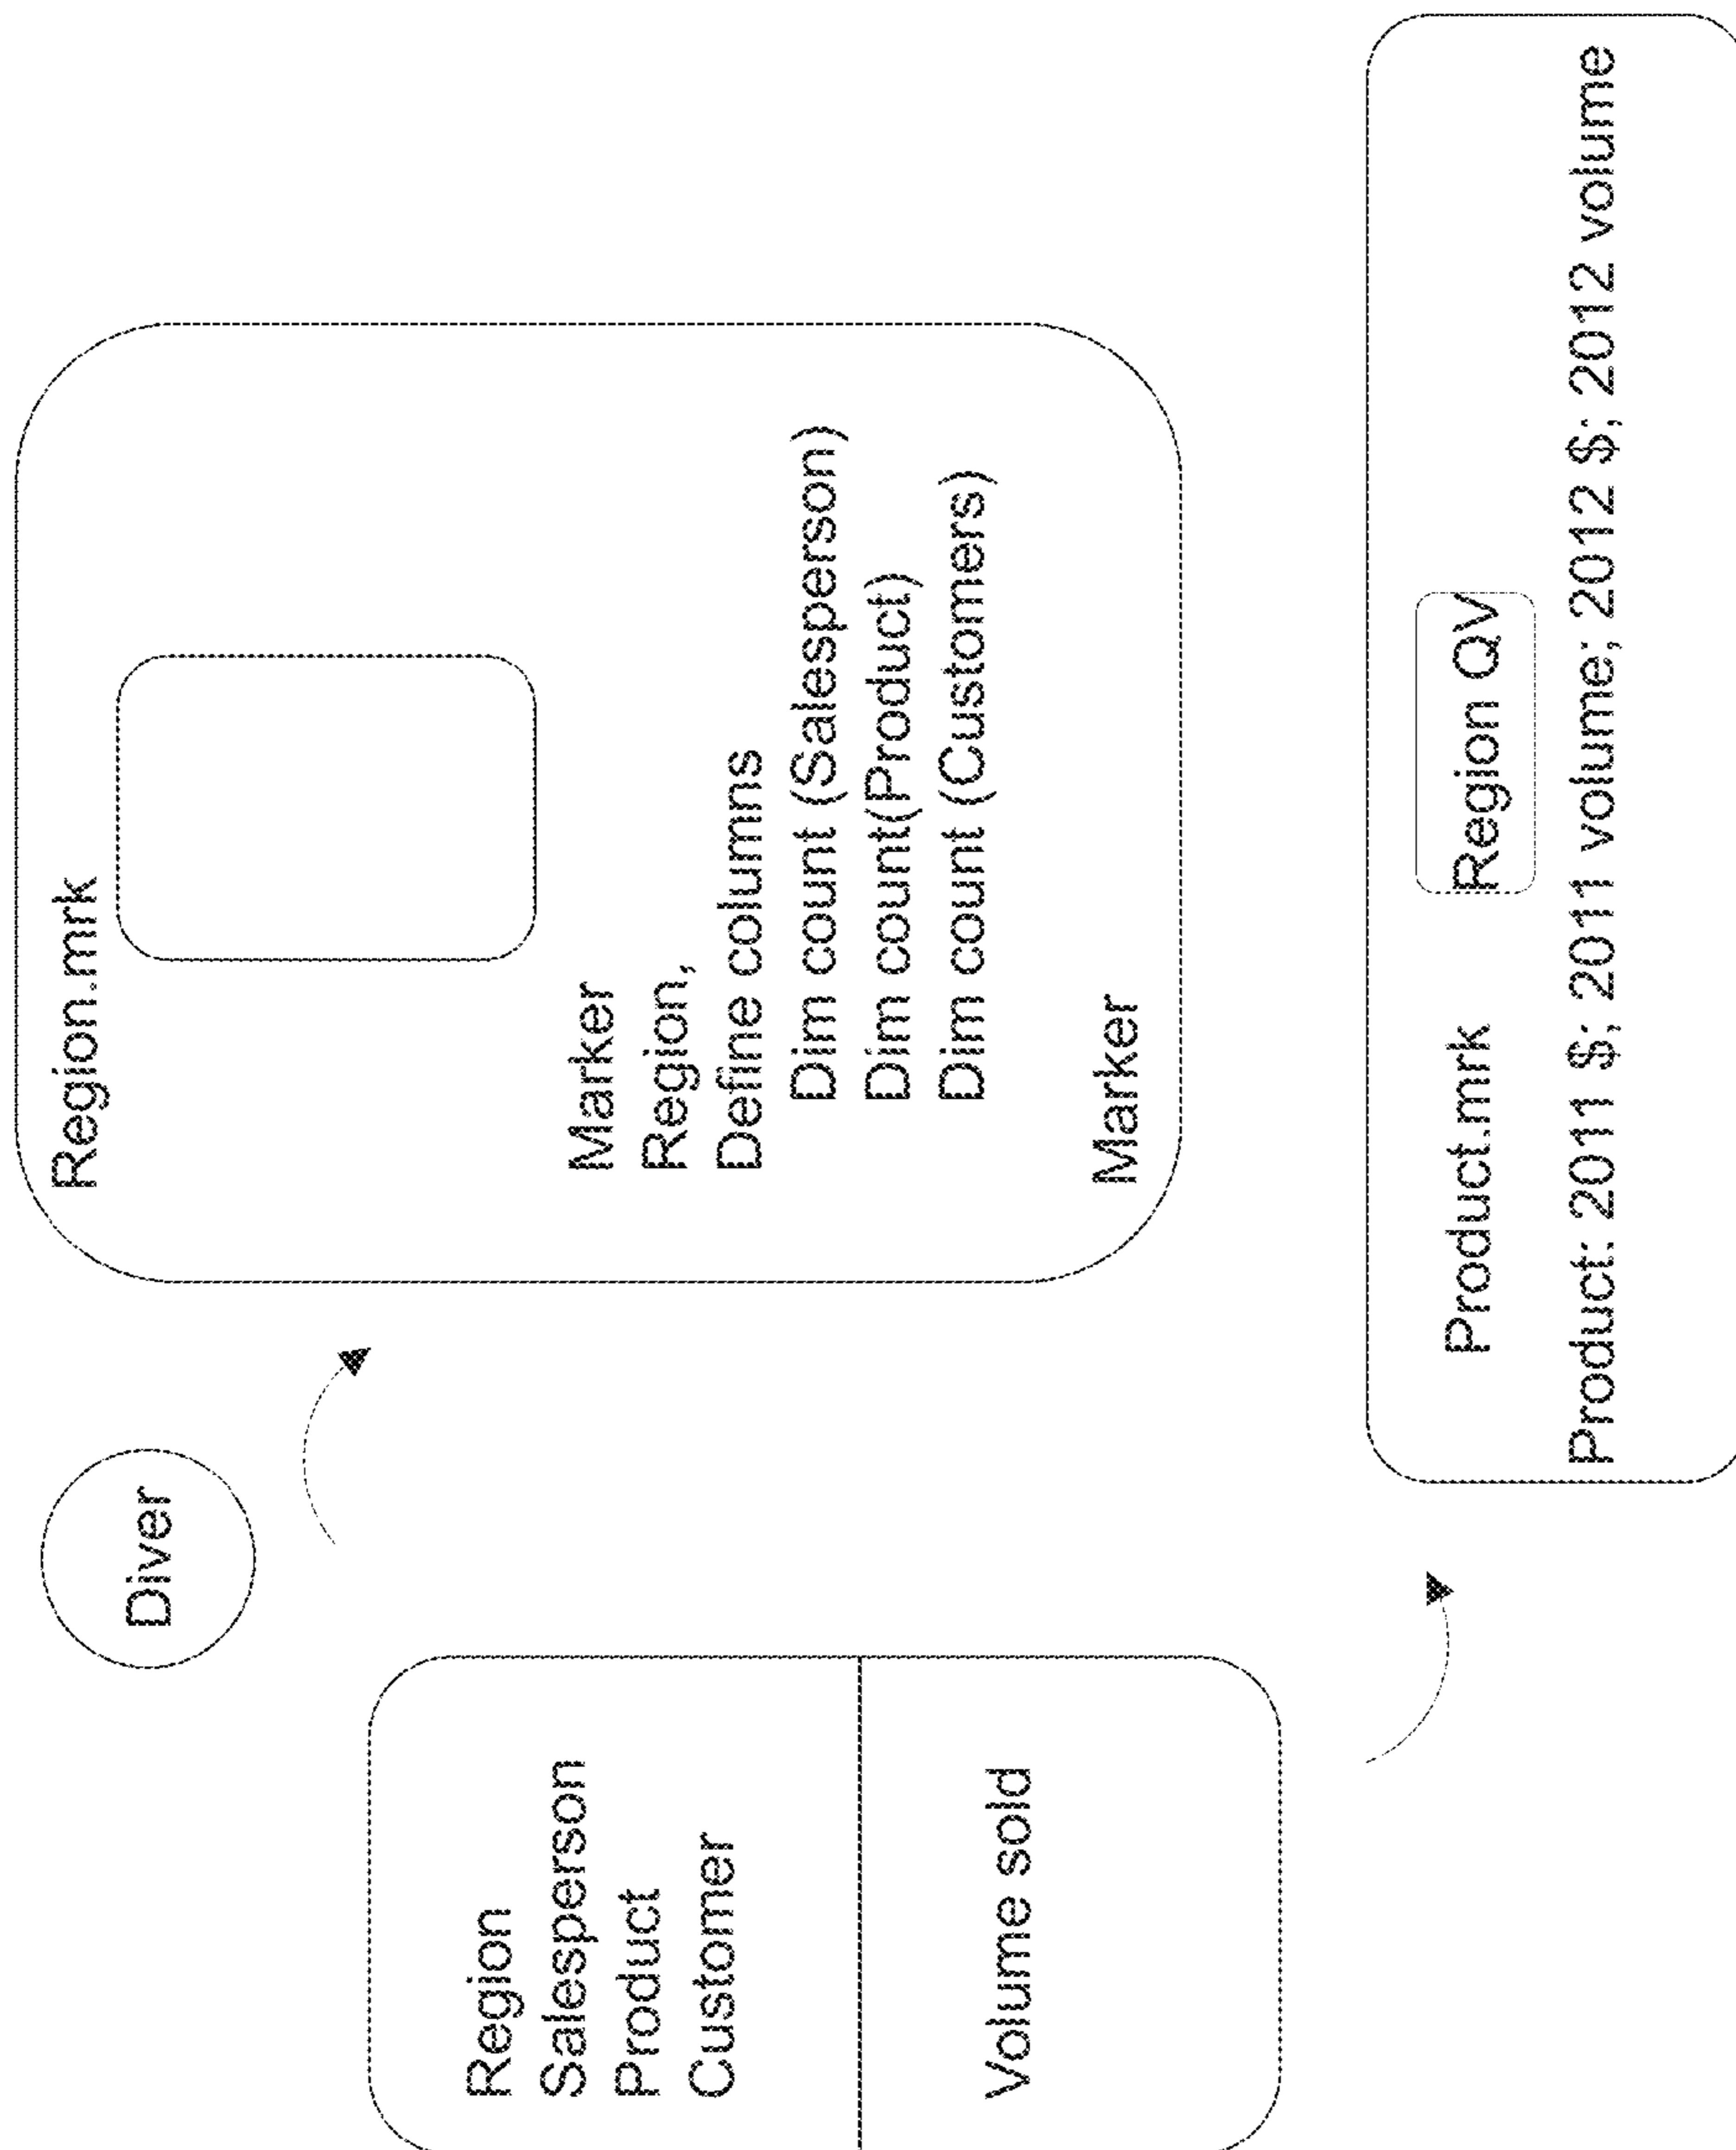 Diver
Region
Salesperson
Product
Customer
Volume sold
Region.mrk
Marker
Region,
Define columns
Dim count (Salesperson)
Dim count(Product)
Dim count (Customers)
Marker
Product.mrk
Region QV
Product: 2011 $; 2011 volume; 2012 $; 2012 volume